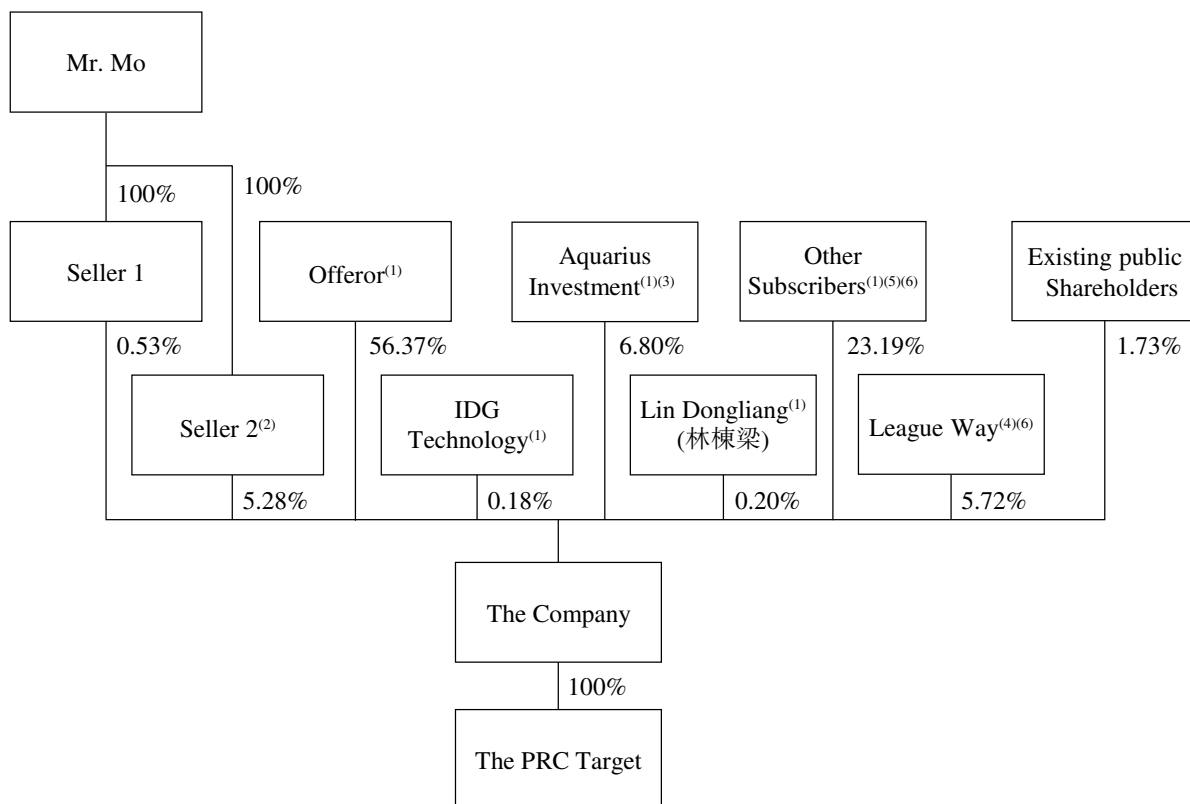 Mr. Mo
100%
100%
Seller 1
Offeror(1)
Aquarius
Investment(1)(3)
Other
Subscribers(1)(5)(6)
Existing public
Shareholders
0.53%
56.37%
6.80%
23.19%
1.73%
Seller 2(2)
IDG
Technology(1)
Lin Dongliang(1)
(林棟梁)
League Way(4)(6)
5.28%
0.18%
0.20%
5.72%
The Company
100%
The PRC Target